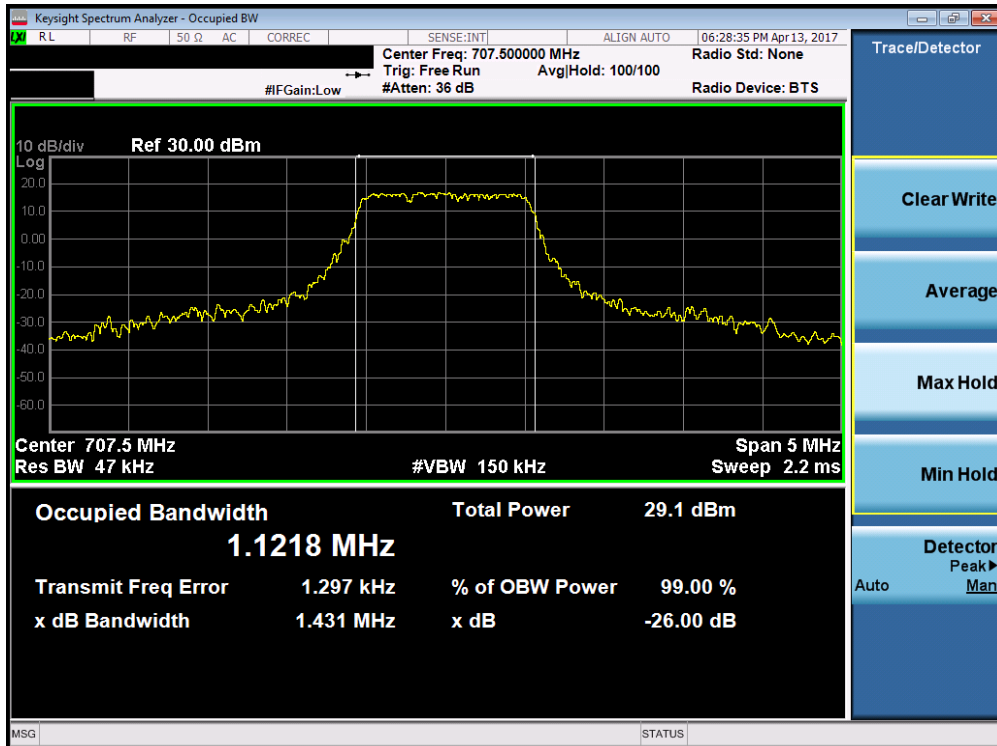 Keysight Spectrum Analyzer - Occupied BW
LXI RL RF 50 Ω AC CORREC SENSE:INT ALIGN AUTO 06:28:35 PM Apr 13, 2017
Center Freq: 707.500000 MHz Radio Std: None
Trig: Free Run Avg|Hold: 100/100
#IFGain:Low #Atten: 36 dB Radio Device: BTS
10 dB/div Ref 30.00 dBm
Log
20.0
10.0
0.00
-10.0
-20.0
-30.0
-40.0
-50.0
-60.0
Center 707.5 MHz Span 5 MHz
Res BW 47 kHz #VBW 150 kHz Sweep 2.2 ms
Occupied Bandwidth Total Power 29.1 dBm
1.1218 MHz
Transmit Freq Error 1.297 kHz % of OBW Power 99.00 %
x dB Bandwidth 1.431 MHz x dB -26.00 dB
MSG STATUS
Trace/Detector
Clear Write
Average
Max Hold
Min Hold
Detector
Peak▶
Auto Man